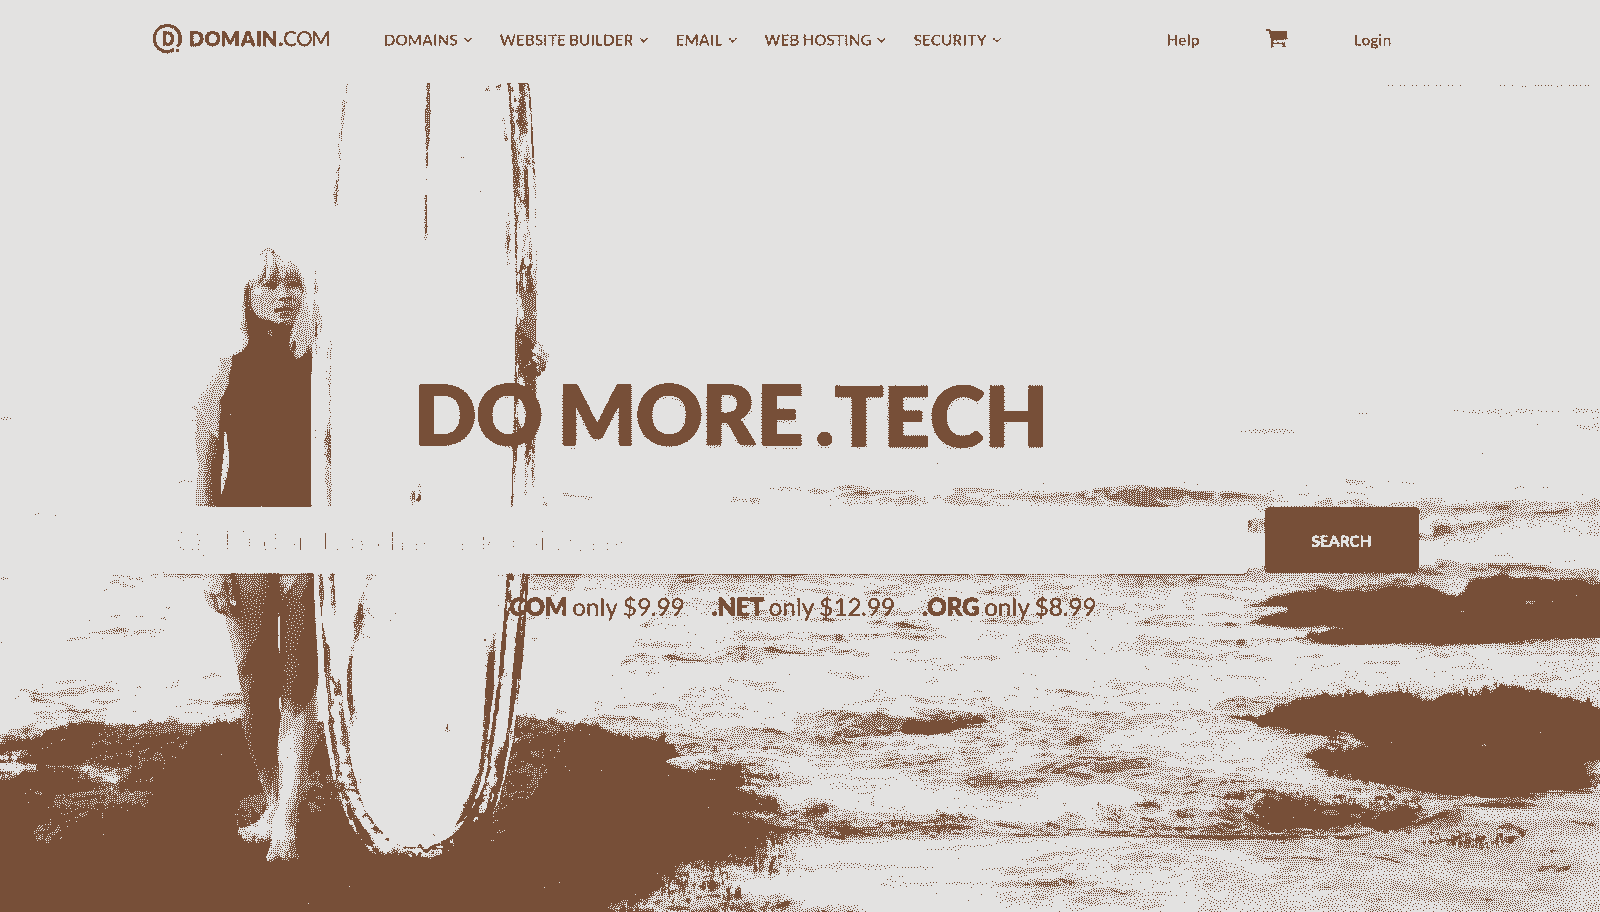 DOMAIN.COM DOMAINS WEBSITE BUILDER EMAIL WEB HOSTING SECURITY Help Login
DO MORE .TECH
SEARCH
.COM only $9.99 .NET only $12.99 .ORG only $8.99